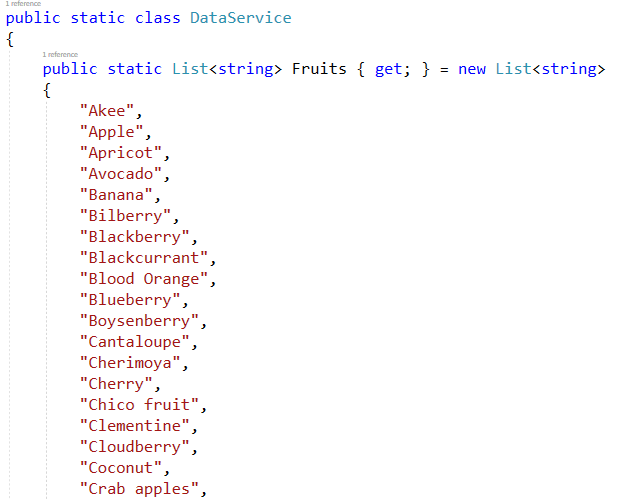 1 reference
public static class DataService
{
1 reference
public static List<string> Fruits { get; } = new List<string>
{
"Akee",
"Apple",
"Apricot",
"Avocado",
"Banana",
"Bilberry",
"Blackberry",
"Blackcurrant",
"Blood Orange",
"Blueberry",
"Boysenberry",
"Cantaloupe",
"Cherimoya",
"Cherry",
"Chico fruit",
"Clementine",
"Cloudberry",
"Coconut",
"Crab apples",